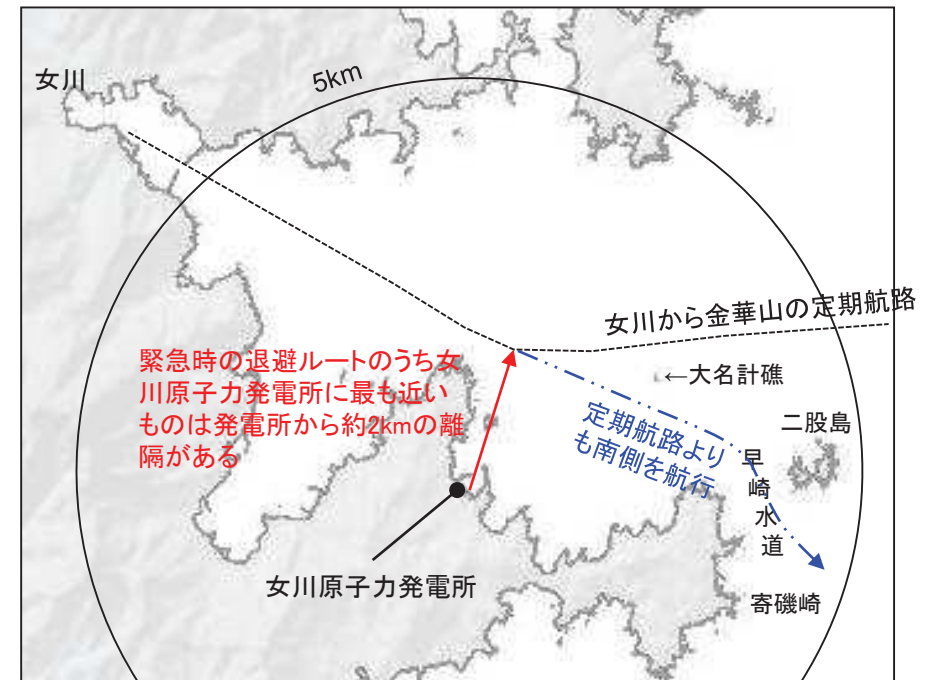 女川
5km
女川から金華山の定期航路
緊急時の退避ルートのうち女
川原子力発電所に最も近い
ものは発電所から約2kmの離
隔がある
←大名計礁
定期航路より
も南側を航行
二股島
早崎水道
女川原子力発電所
寄磯崎